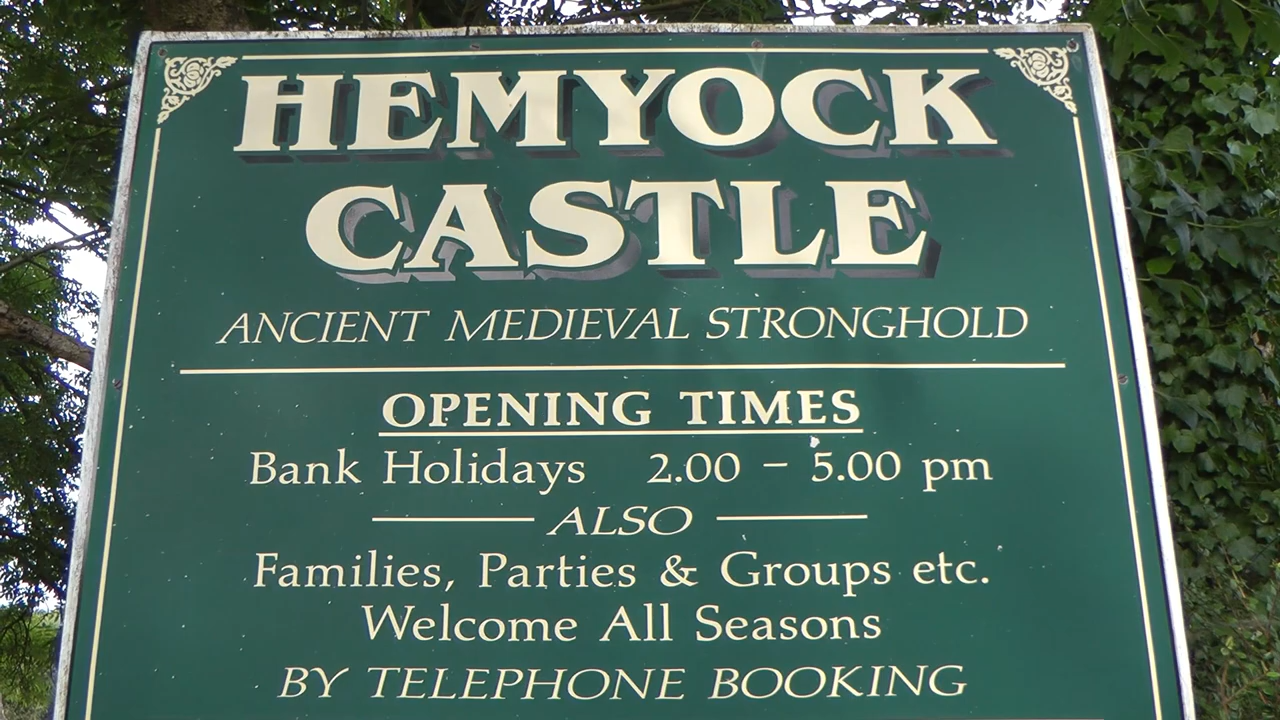 HEMYOCK
CASTLE
ANCIENT MEDIEVAL STRONGHOLD
OPENING TIMES
Bank Holidays 2.00 – 5.00 pm
ALSO
Families, Parties & Groups etc.
Welcome All Seasons
BY TELEPHONE BOOKING